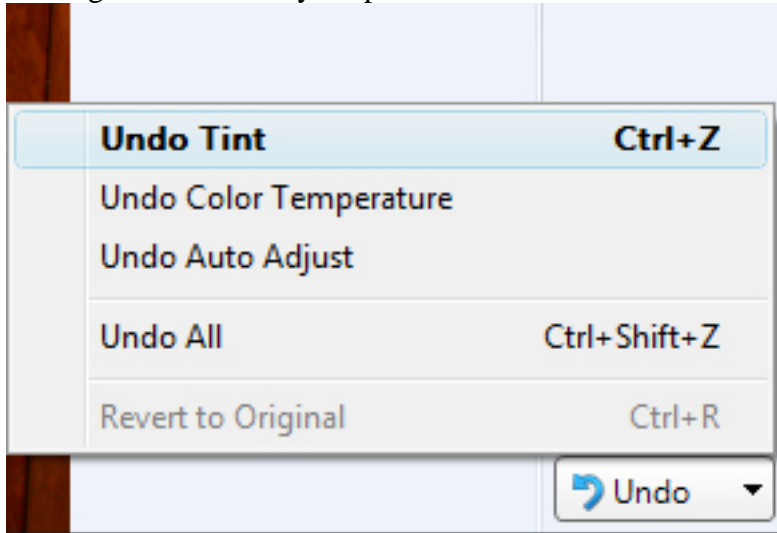 Undo Tint Ctrl+Z
Undo Color Temperature
Undo Auto Adjust
Undo All Ctrl+Shift+Z
Revert to Original Ctrl+R
Undo